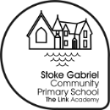 Stoke Gabriel
Community
Primary School
The Link Academy